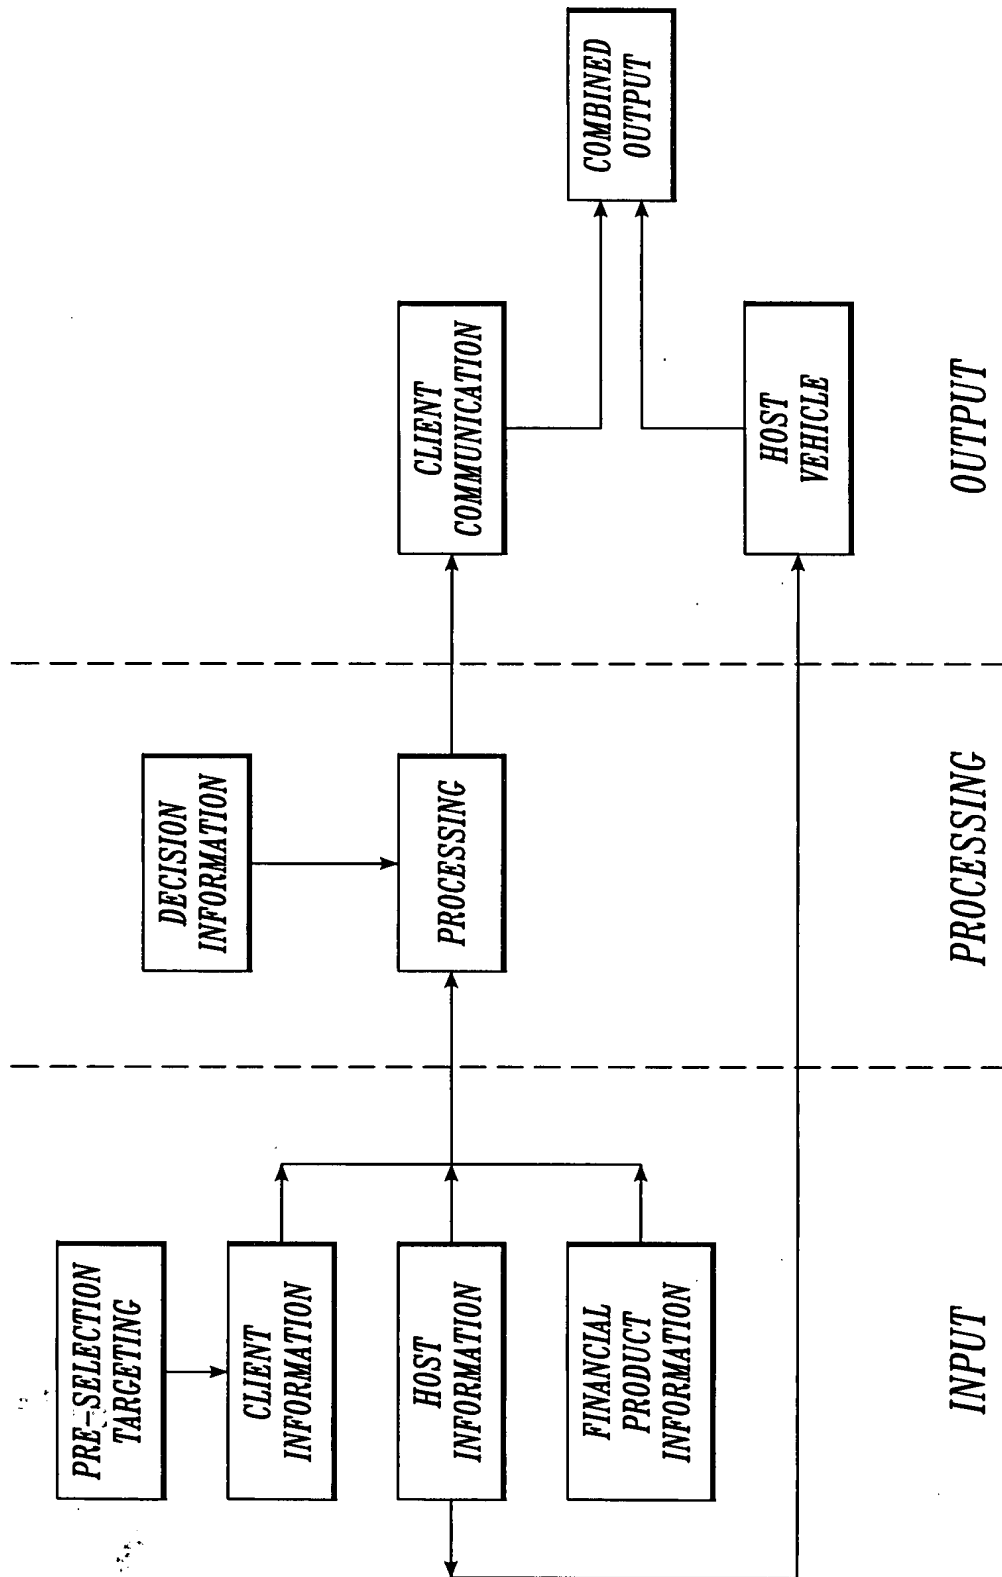 PRE-SELECTION
TARGETING
CLIENT
INFORMATION
HOST
INFORMATION
FINANCIAL
PRODUCT
INFORMATION
INPUT
DECISION
INFORMATION
PROCESSING
PROCESSING
CLIENT
COMMUNICATION
HOST
VEHICLE
COMBINED
OUTPUT
OUTPUT